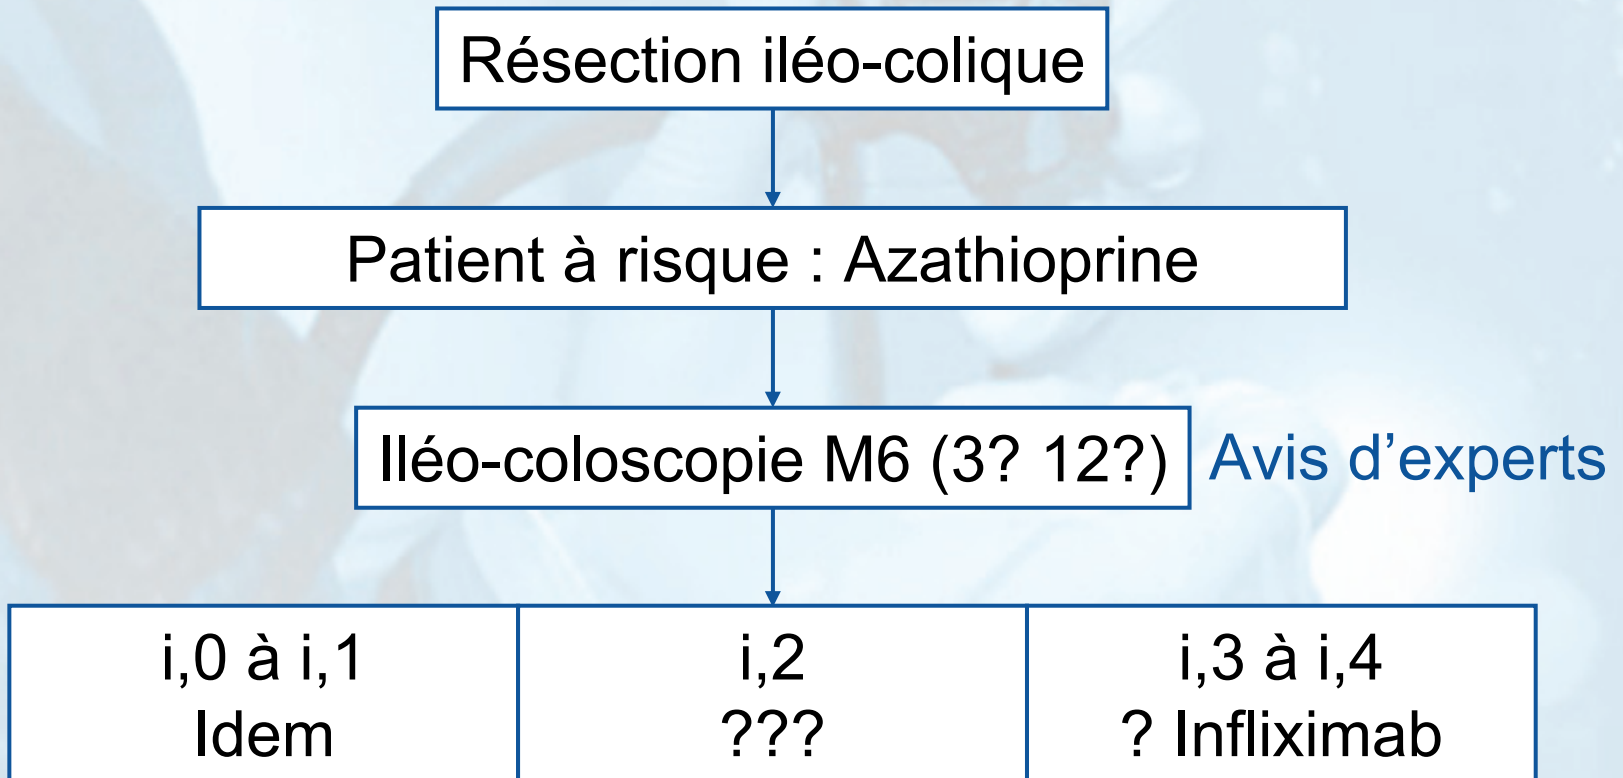 Résection iléo-colique
Patient à risque : Azathioprine
Iléo-coloscopie M6 (3? 12?)
Avis d'experts
i,0 à i,1
Idem
i,2
???
i,3 à i,4
? Infliximab